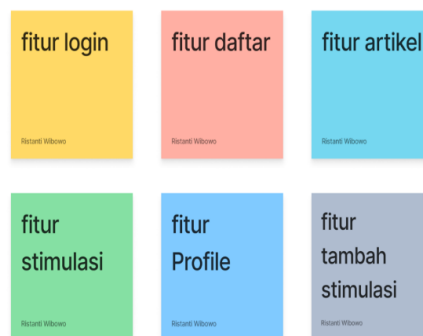 fitur login
Ristanti Wibowo
fitur daftar
Ristanti Wibowo
fitur artikel
Ristanti Wibowo
fitur
stimulasi
Ristanti Wibowo
fitur
Profile
Ristanti Wibowo
fitur
tambah
stimulasi
Ristanti Wibowo